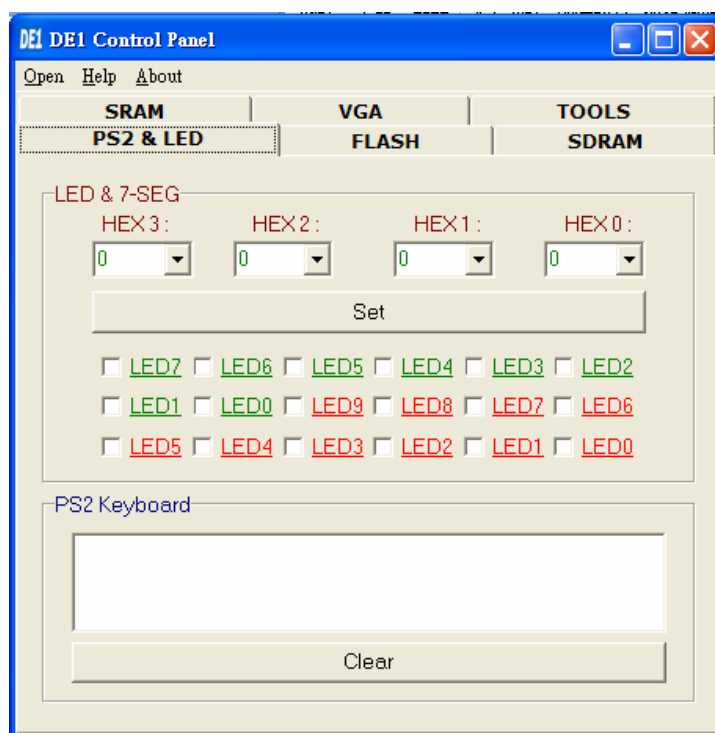 DE1 DE1 Control Panel
Open Help About
SRAM VGA TOOLS
PS2 & LED FLASH SDRAM
LED & 7-SEG
HEX 3 : HEX 2 : HEX 1 : HEX 0 :
0 0 0 0
Set
LED7 LED6 LED5 LED4 LED3 LED2
LED1 LED0 LED9 LED8 LED7 LED6
LED5 LED4 LED3 LED2 LED1 LED0
PS2 Keyboard
Clear